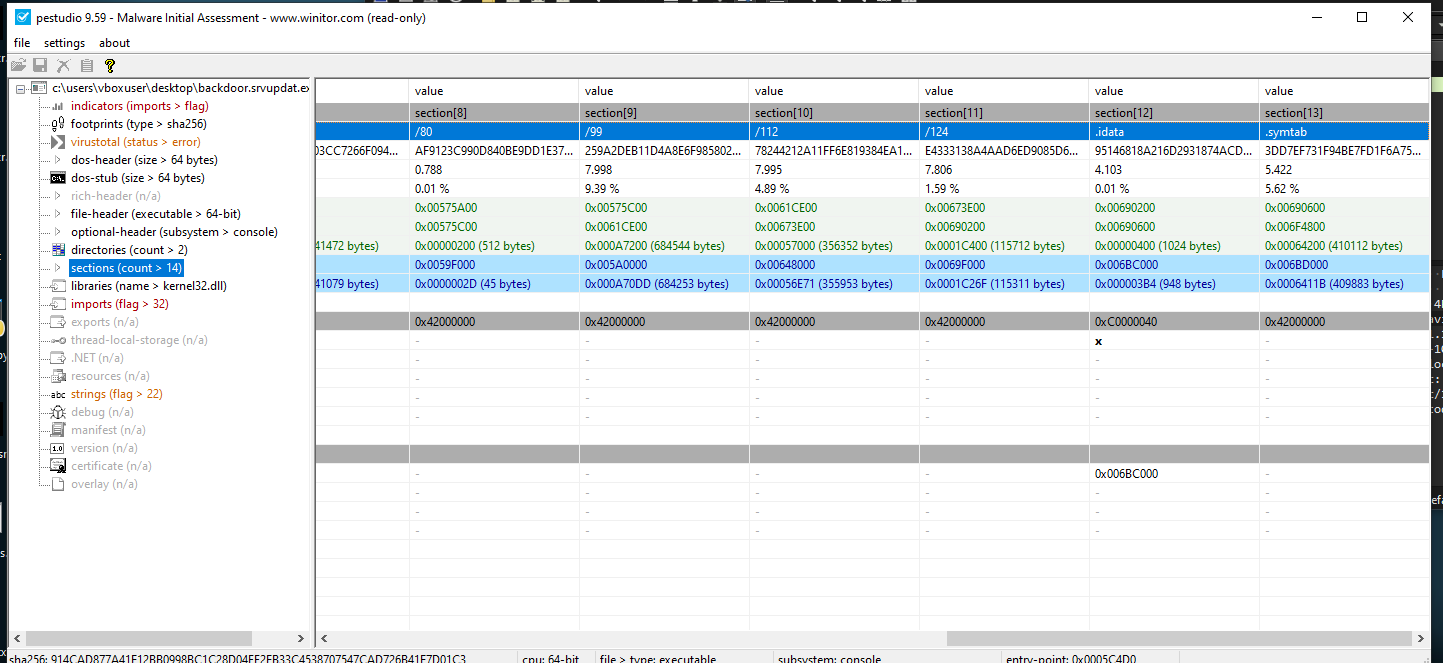 pestudio 9.59 - Malware Initial Assessment - www.winitor.com (read-only)
file settings about
c:\users\vboxuser\desktop\backdoor.srvupdat.ex
indicators (imports > flag)
footprints (type > sha256)
virustotal (status > error)
dos-header (size > 64 bytes)
dos-stub (size > 64 bytes)
rich-header (n/a)
file-header (executable > 64-bit)
optional-header (subsystem > console)
directories (count > 2)
sections (count > 14)
libraries (name > kernel32.dll)
imports (flag > 32)
exports (n/a)
thread-local-storage (n/a)
.NET (n/a)
resources (n/a)
abc strings (flag > 22)
debug (n/a)
manifest (n/a)
1.0 version (n/a)
certificate (n/a)
overlay (n/a)
value value value value value value
section[8] section[9] section[10] section[11] section[12] section[13]
/80 /99 /112 /124 .idata .symtab
03CC7266F094... AF9123C990D840BE9DD1E37... 259A2DEB11D4A8E6F985802... 78244212A11FF6E819384EA1... E4333138A4AAD6ED9085D6... 95146818A216D2931874ACD... 3DD7EF731F94BE7FD1F6A75...
0.788 7.998 7.995 7.806 4.103 5.422
0.01 % 9.39 % 4.89 % 1.59 % 0.01 % 5.62 %
0x00575A00 0x00575C00 0x0061CE00 0x00673E00 0x00690200 0x00690600
0x00575C00 0x0061CE00 0x00673E00 0x00690200 0x00690600 0x006F4800
41472 bytes) 0x00000200 (512 bytes) 0x000A7200 (684544 bytes) 0x00057000 (356352 bytes) 0x0001C400 (115712 bytes) 0x00000400 (1024 bytes) 0x00064200 (410112 bytes)
0x0059F000 0x005A0000 0x00648000 0x0069F000 0x006BC000 0x006BD000
41079 bytes) 0x0000002D (45 bytes) 0x000A70DD (684253 bytes) 0x00056E71 (355953 bytes) 0x0001C26F (115311 bytes) 0x000003B4 (948 bytes) 0x0006411B (409883 bytes)
0x42000000 0x42000000 0x42000000 0x42000000 0xC0000040 0x42000000
- - - - x -
- - - - - -
- - - - - -
- - - - - -
- - - - - -
- - - - 0x006BC000 -
- - - - - -
- - - - - -
- - - - - -
cpu: 64-bit file > type: executable subsystem: console entry-point: 0x0005C4D0